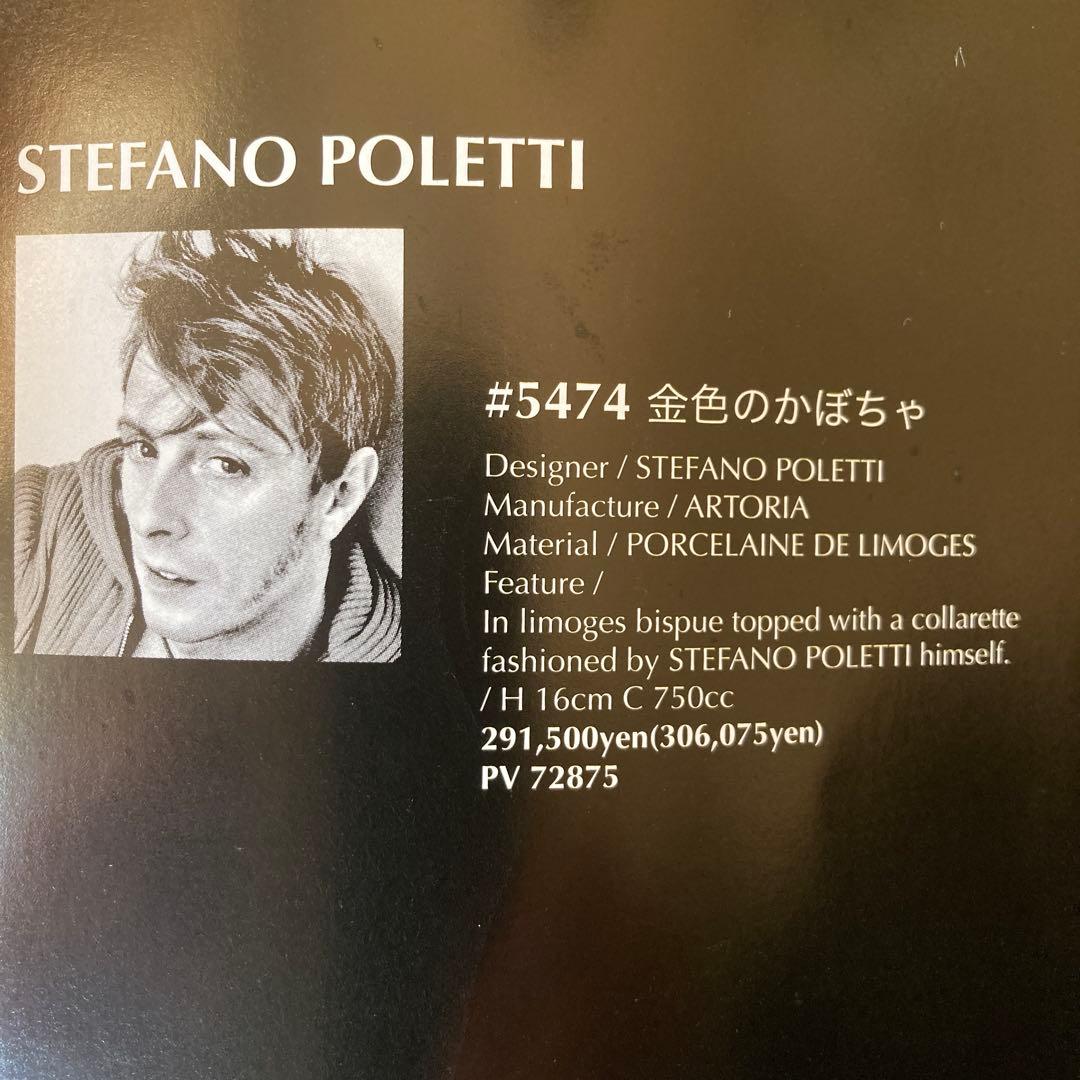 STEFANO POLETTI
#5474 金色のかぼちゃ
Designer / STEFANO POLETTI
Manufacture / ARTORIA
Material / PORCELAINE DE LIMOGES
Feature /
In limoges bispue topped with a collarette
fashioned by STEFANO POLETTI himself.
/ H 16cm C 750cc
291,500yen(306,075yen)
PV 72875